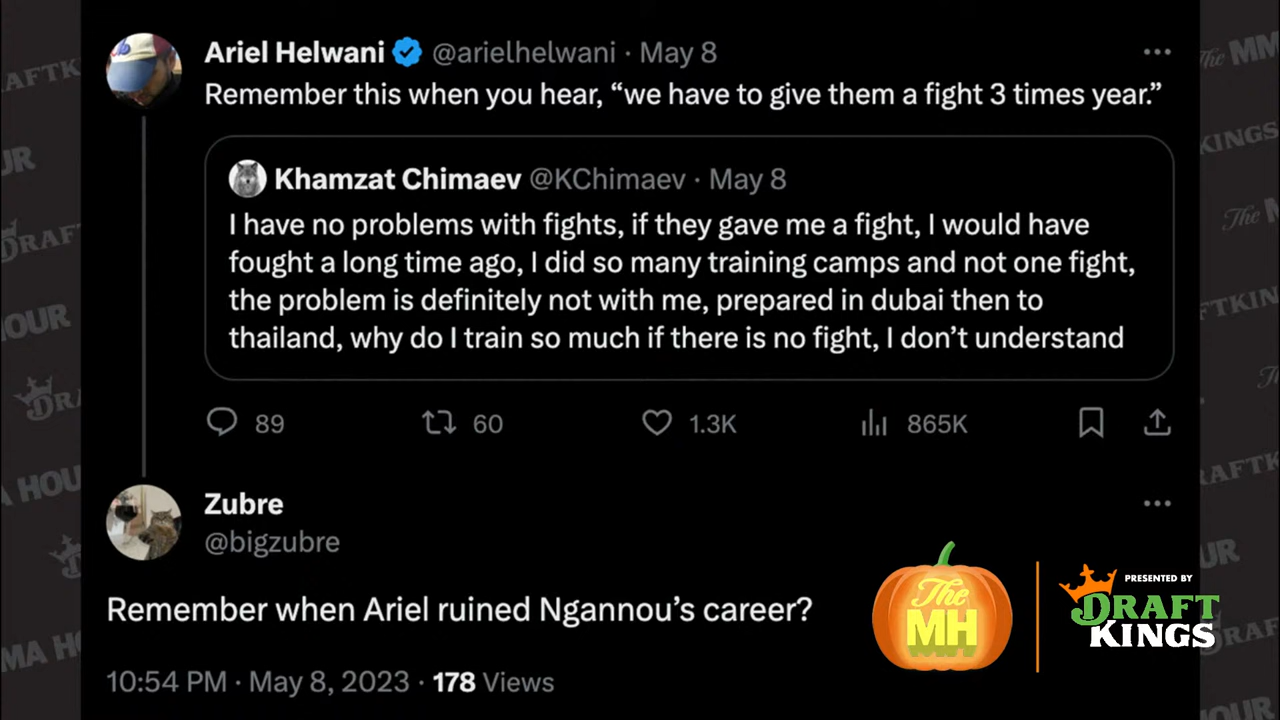 Ariel Helwani @arielhelwani · May 8
Remember this when you hear, “we have to give them a fight 3 times year.”
Khamzat Chimaev @KChimaev · May 8
I have no problems with fights, if they gave me a fight, I would have
fought a long time ago, I did so many training camps and not one fight,
the problem is definitely not with me, prepared in dubai then to
thailand, why do I train so much if there is no fight, I don’t understand
89 60 1.3K 865K
Zubre
@bigzubre
Remember when Ariel ruined Ngannou’s career?
10:54 PM · May 8, 2023 · 178 Views
The
MH
PRESENTED BY
DRAFT
KINGS